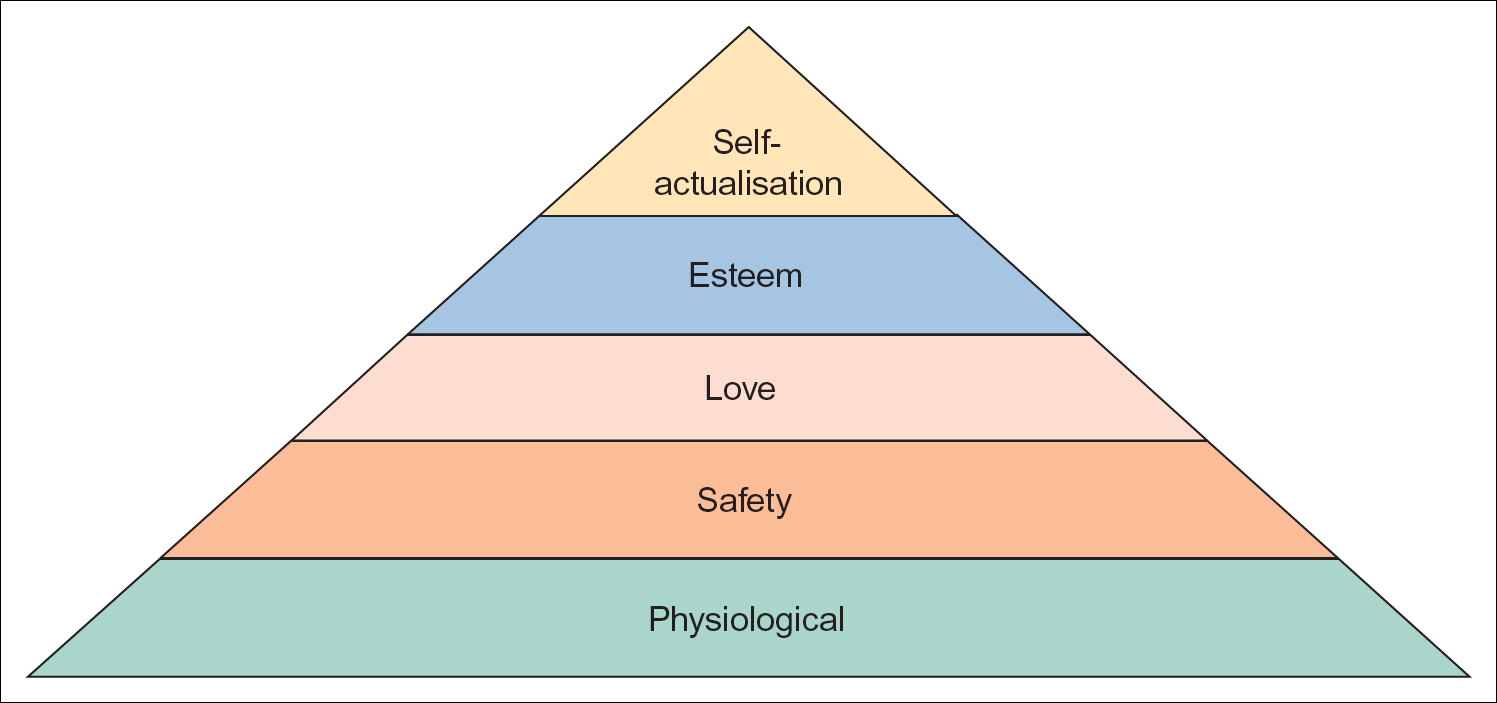 Self-
actualisation
Esteem
Love
Safety
Physiological